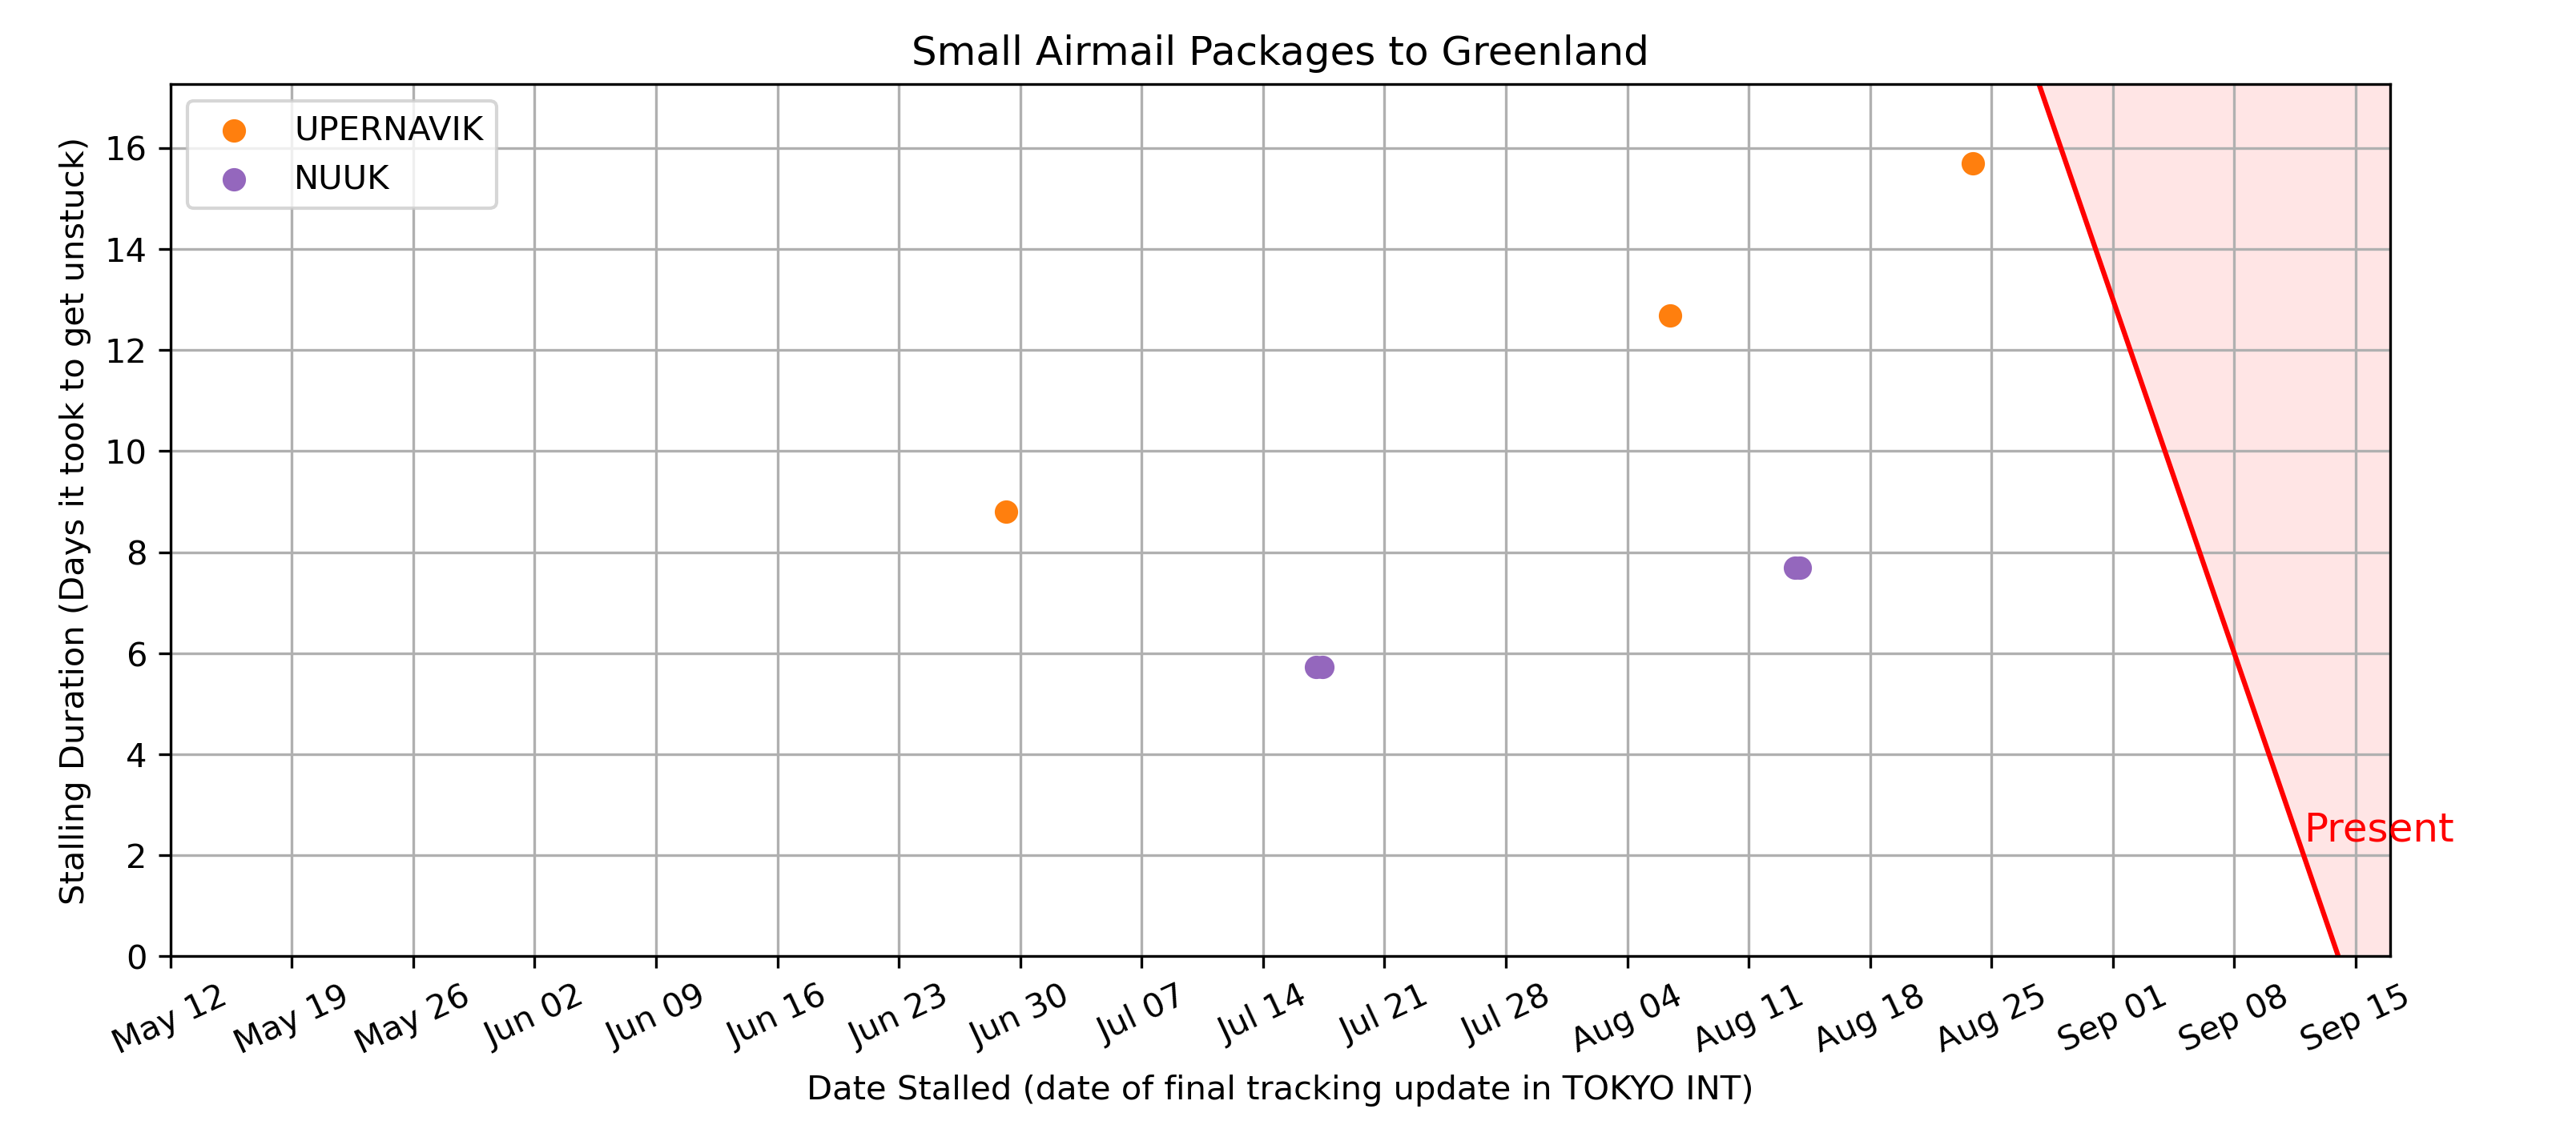 Small Airmail Packages to Greenland
UPERNAVIK
NUUK
Stalling Duration (Days it took to get unstuck)
16
14
12
10
8
6
4
2
0
Present
May 12
May 19
May 26
Jun 02
Jun 09
Jun 16
Jun 23
Jun 30
Jul 07
Jul 14
Jul 21
Jul 28
Aug 04
Aug 11
Aug 18
Aug 25
Sep 01
Sep 08
Sep 15
Date Stalled (date of final tracking update in TOKYO INT)